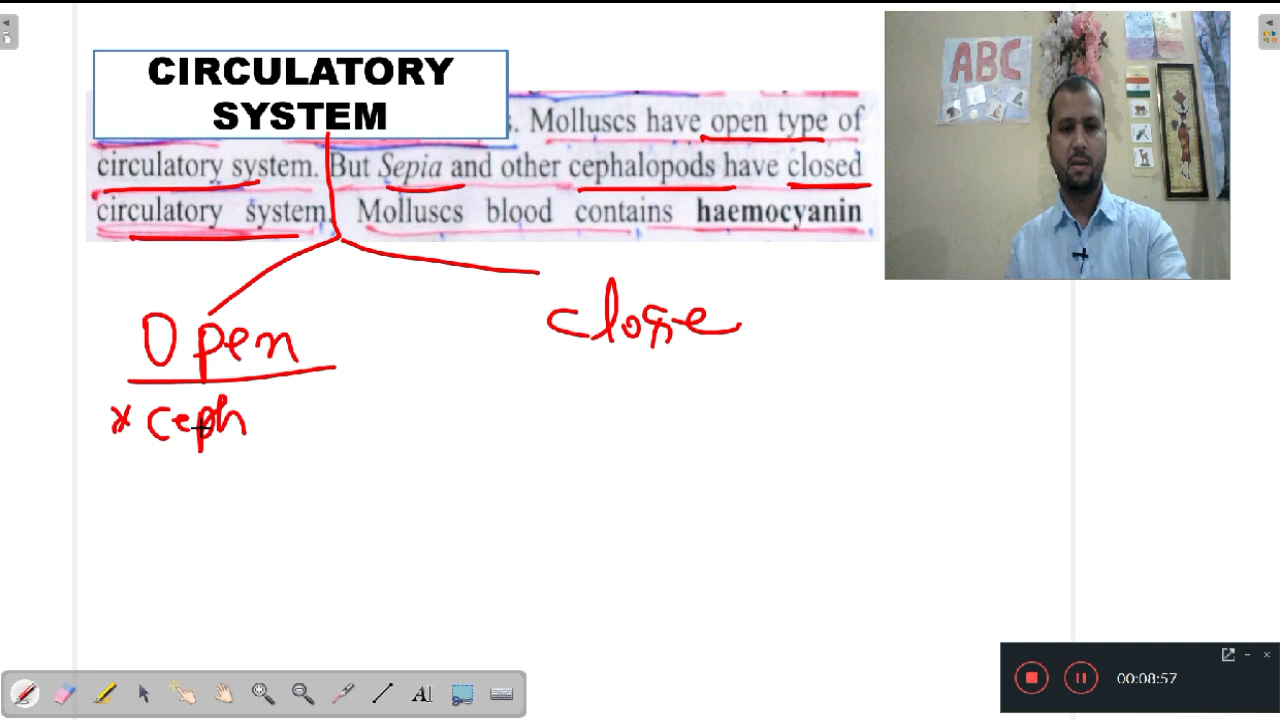 CIRCULATORY
SYSTEM
s. Molluscs have open type of
circulatory system. But Sepia and other cephalopods have closed
circulatory system. Molluscs blood contains haemocyanin
Open
close
* Ceph
ABC
AI
00:08:57